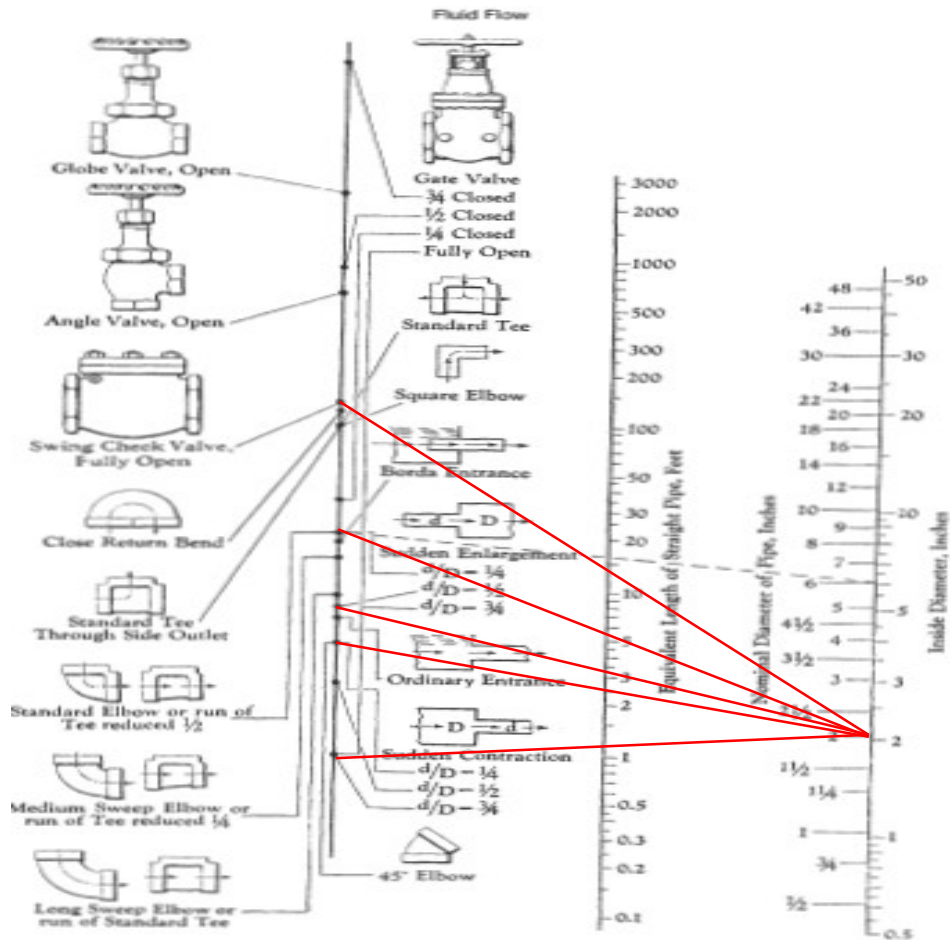 Fluid Flow
Globe Valve, Open
Angle Valve, Open
Swing Check Valve,
Fully Open
Close Return Bend
Standard Tee
Through Side Outlet
Standard Elbow or run of
Tee reduced ½
Medium Sweep Elbow or
run of Tee reduced ¼
Long Sweep Elbow or
run of Standard Tee
Gate Valve
¾ Closed
½ Closed
¼ Closed
Fully Open
Standard Tee
Square Elbow
Borda Entrance
d D
Sudden Enlargement
d/D = ¼
d/D = ½
d/D = ¾
Ordinary Entrance
D d
Sudden Contraction
d/D = ¼
d/D = ½
d/D = ¾
45° Elbow
3000
2000
1000
500
300
200
100
50
30
20
10
5
3
2
1
0.5
0.3
0.2
0.1
Equivalent Length of Straight Pipe, Feet
Nominal Diameter of Pipe, Inches
48
42
36
30
24
22
20
18
16
14
12
10
9
8
7
6
5
4½
4
3½
3
2
1½
1¼
1
¾
½
50
30
20
10
5
3
2
1
0.5
Inside Diameter, Inches